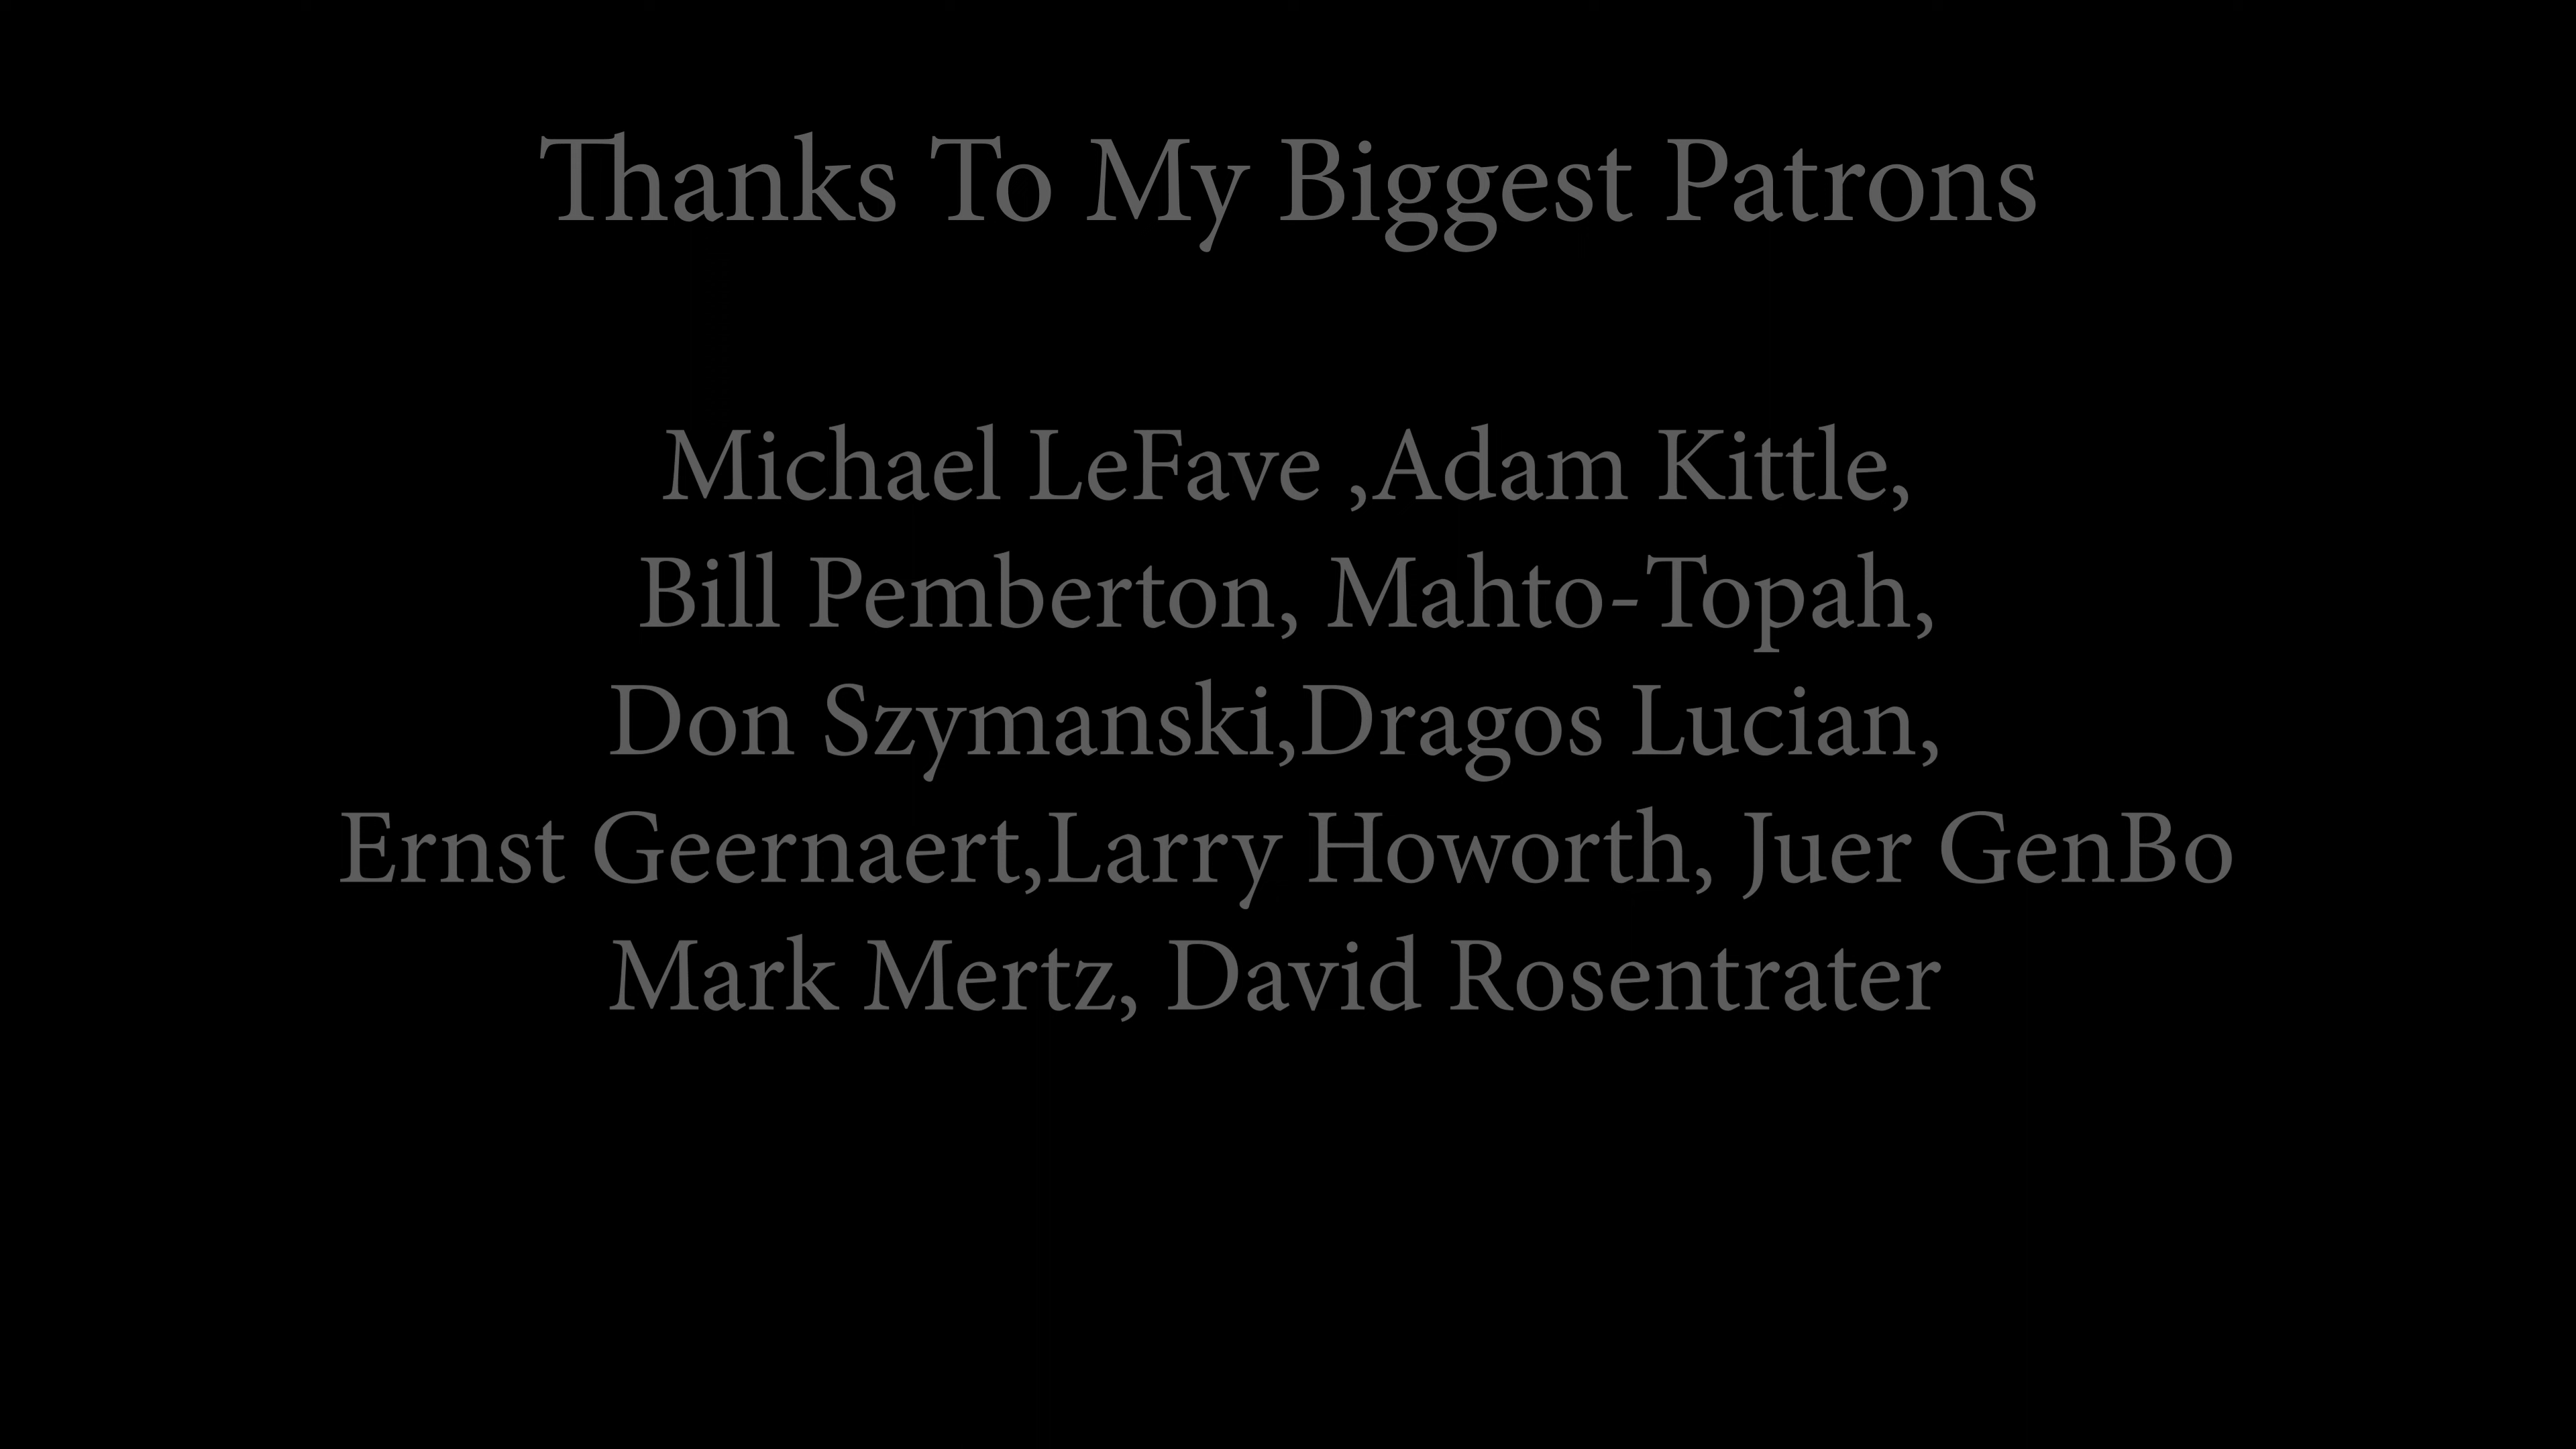 Thanks To My Biggest Patrons
Michael LeFave ,Adam Kittle,
Bill Pemberton, Mahto-Topah,
Don Szymanski,Dragos Lucian,
Ernst Geernaert,Larry Howorth, Juer GenBo
Mark Mertz, David Rosentrater